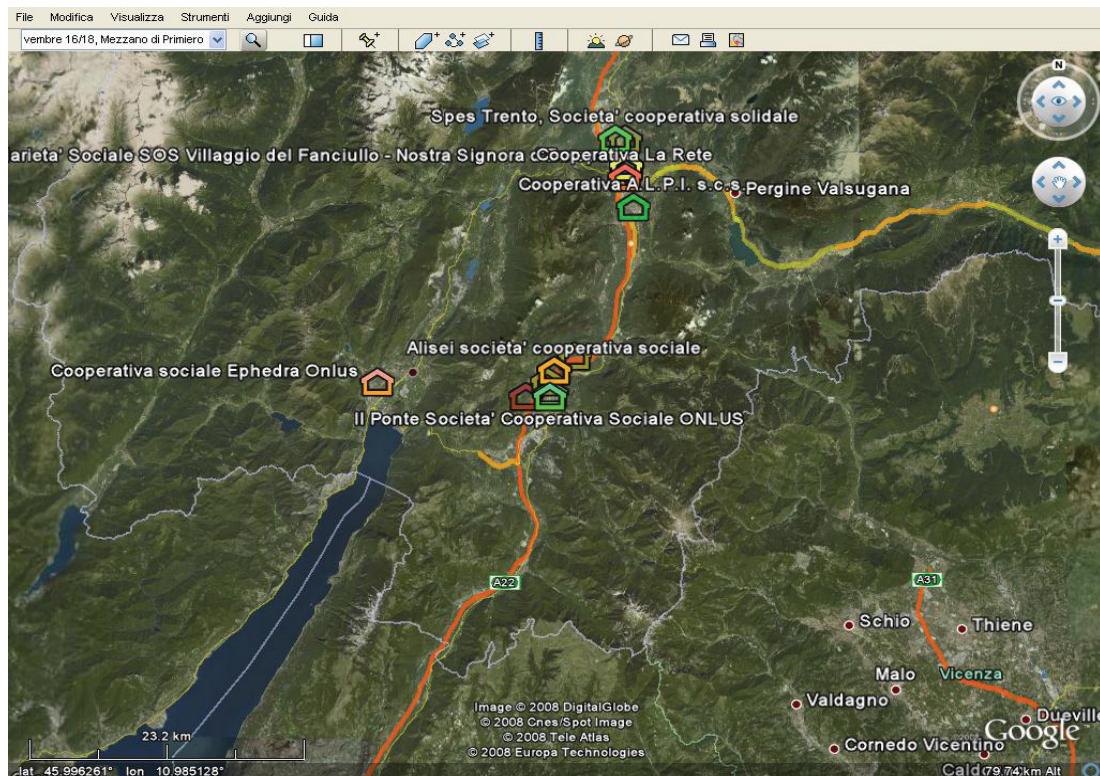 File Modifica Visualizza Strumenti Aggiungi Guida
vembre 16/18, Mezzano di Primiero
N
Spes Trento, Societa' cooperativa solidale
arieta' Sociale SOS Villaggio del Fanciullo - Nostra Signora d
Cooperativa La Rete
Cooperativa A.L.P.I. s.c.s.
Pergine Valsugana
Alisei societa' cooperativa sociale
Cooperativa sociale Ephedra Onlus
Il Ponte Societa' Cooperativa Sociale ONLUS
A22
A31
Schio
Thiene
Malo
Vicenza
Valdagno
Dueville
Cornedo Vicentino
Image © 2008 DigitalGlobe
© 2008 Cnes/Spot Image
© 2008 Tele Atlas
© 2008 Europa Technologies
Google
23.2 km
lat 45.996261° lon 10.985128°
79.74 km Alt